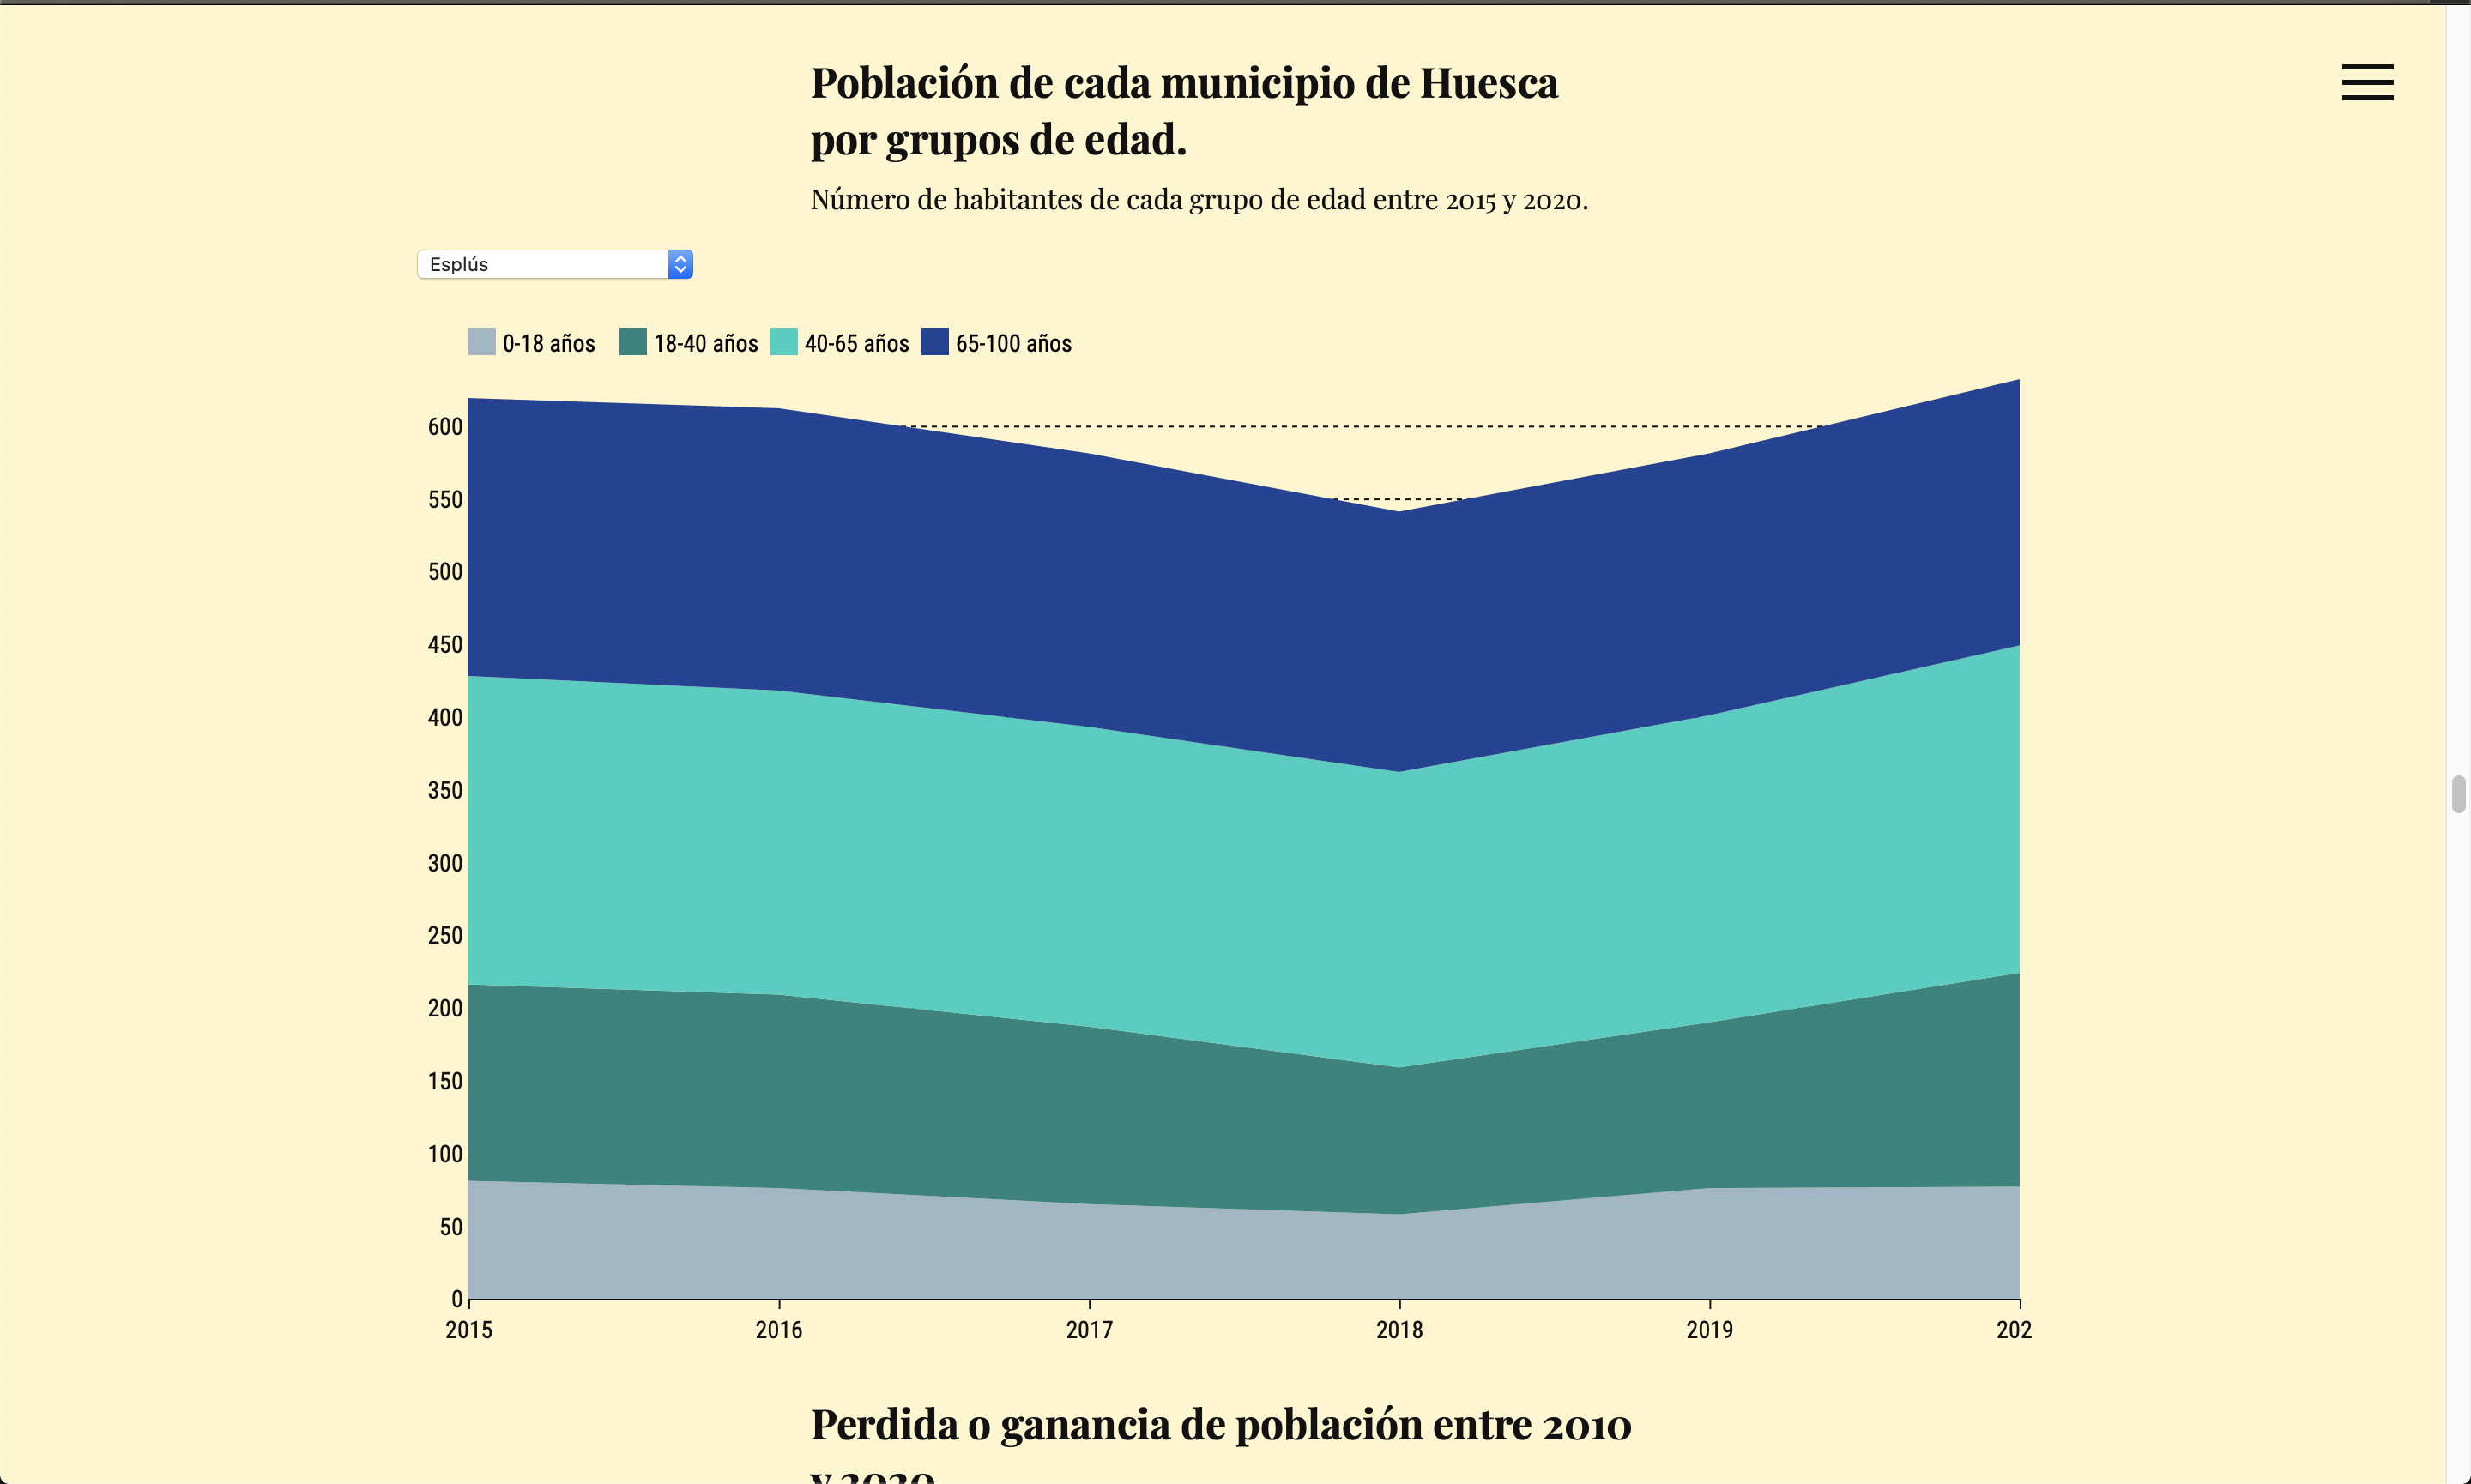 Población de cada municipio de Huesca
por grupos de edad.
Número de habitantes de cada grupo de edad entre 2015 y 2020.
Esplús
0-18 años 18-40 años 40-65 años 65-100 años
600
550
500
450
400
350
300
250
200
150
100
50
0
2015 2016 2017 2018 2019 202
Perdida o ganancia de población entre 2010
y 2020